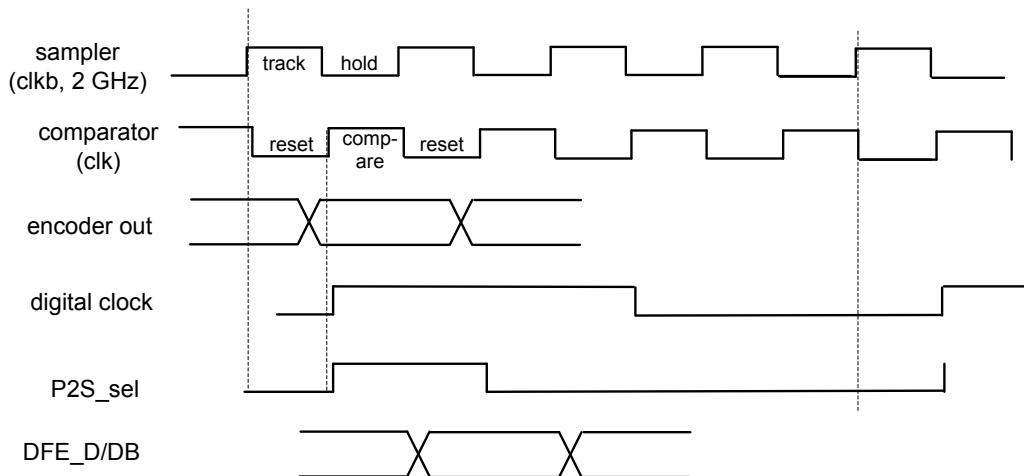 sampler
(clkb, 2 GHz)
track
hold
comparator
(clk)
reset
comp-
are
reset
encoder out
digital clock
P2S_sel
DFE_D/DB